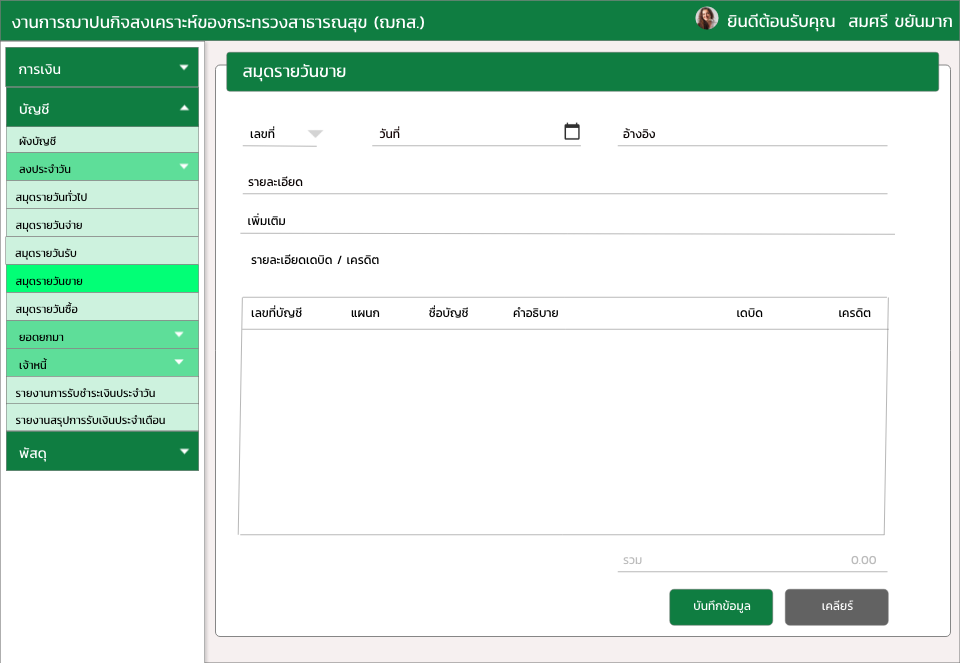 งานการฌาปนกิจสงเคราะห์ของกระทรวงสาธารณสุข (ฌกส.)
ยินดีต้อนรับคุณ สมศรี ขยันมาก
การเงิน
บัญชี
ผังบัญชี
ลงประจำวัน
สมุดรายวันทั่วไป
สมุดรายวันจ่าย
สมุดรายวันรับ
สมุดรายวันขาย
สมุดรายวันซื้อ
ยอดยกมา
เจ้าหนี้
รายงานการรับชำระเงินประจำวัน
รายงานสรุปการรับเงินประจำเดือน
พัสดุ
สมุดรายวันขาย
เลขที่ วันที่ อ้างอิง
รายละเอียด
เพิ่มเติม
รายละเอียดเดบิด / เครดิต
เลขที่บัญชี แผนก ชื่อบัญชี คำอธิบาย เดบิด เครดิต
รวม 0.00
บันทึกข้อมูล เคลียร์